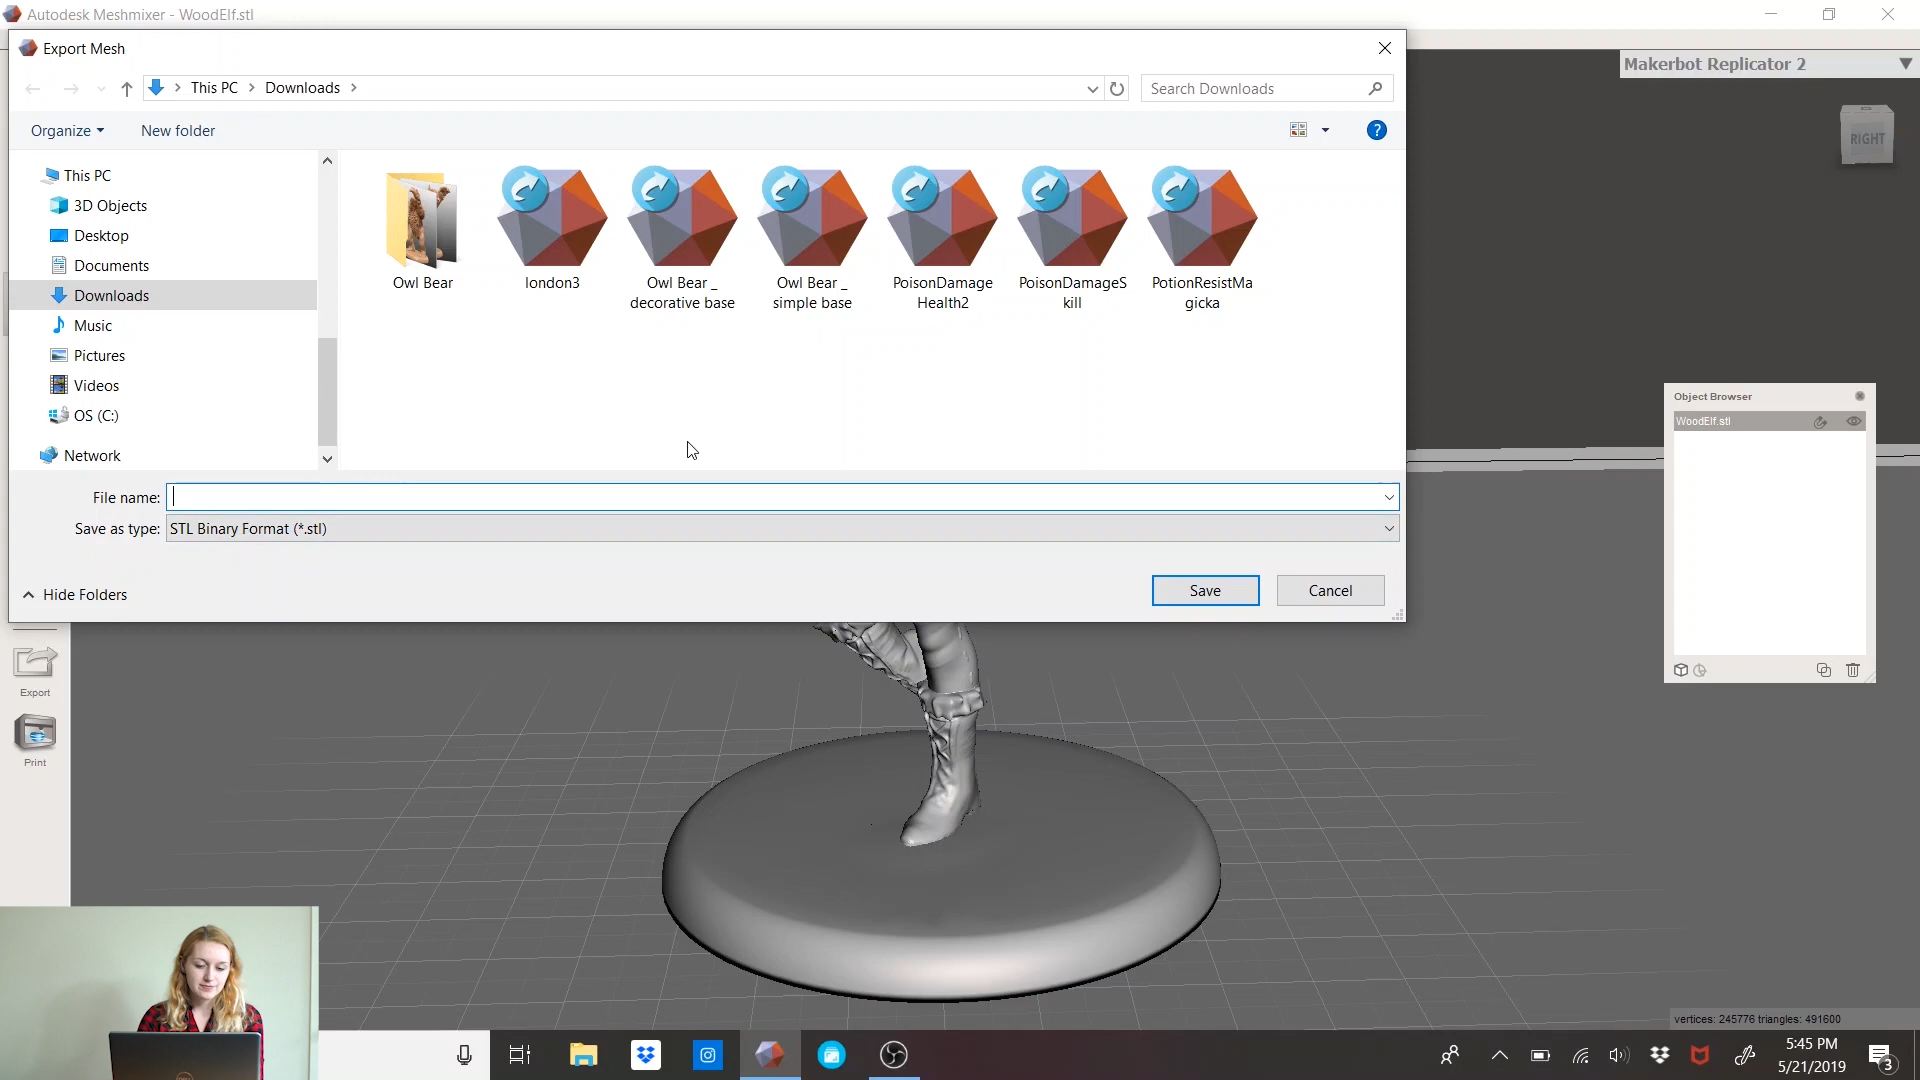 Autodesk Meshmixer - WoodElf.stl
Export Mesh
Makerbot Replicator 2
This PC
Downloads
Search Downloads
Organize
New folder
?
RIGHT
This PC
3D Objects
Desktop
Documents
Downloads
Music
Pictures
Videos
OS (C:)
Network
Owl Bear
london3
Owl Bear _
decorative base
Owl Bear _
simple base
PoisonDamage
Health2
PoisonDamageS
kill
PotionResistMa
gicka
Object Browser
WoodElf.stl
File name:
Save as type:
STL Binary Format (*.stl)
Hide Folders
Save
Cancel
Export
Print
vertices: 245776 triangles: 491600
5:45 PM
5/21/2019
3